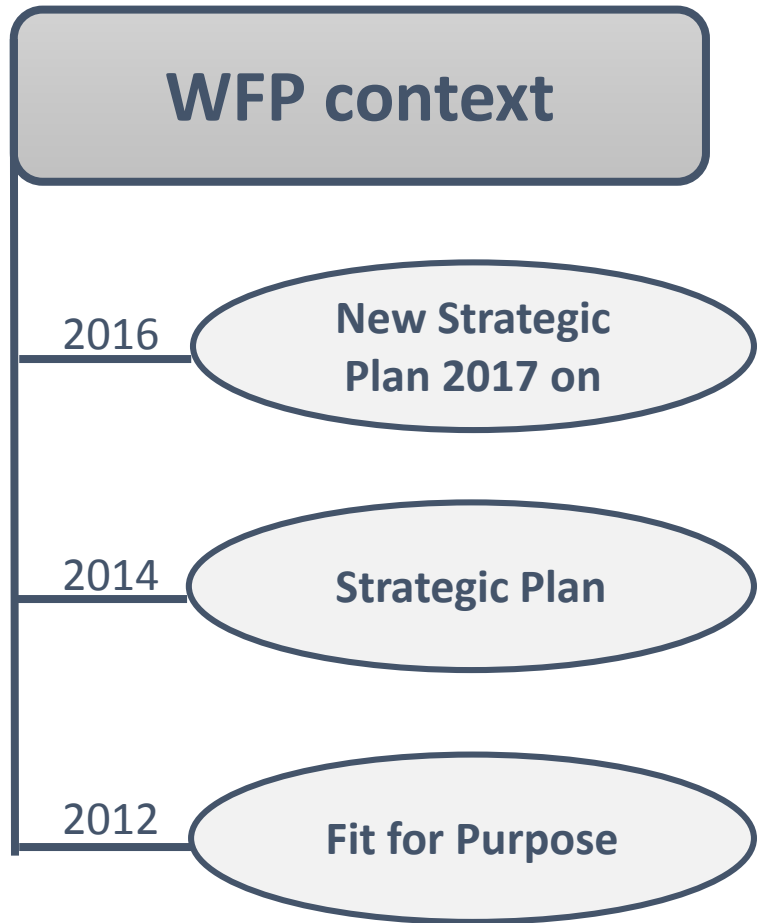 WFP context
2016
New Strategic
Plan 2017 on
2014
Strategic Plan
2012
Fit for Purpose